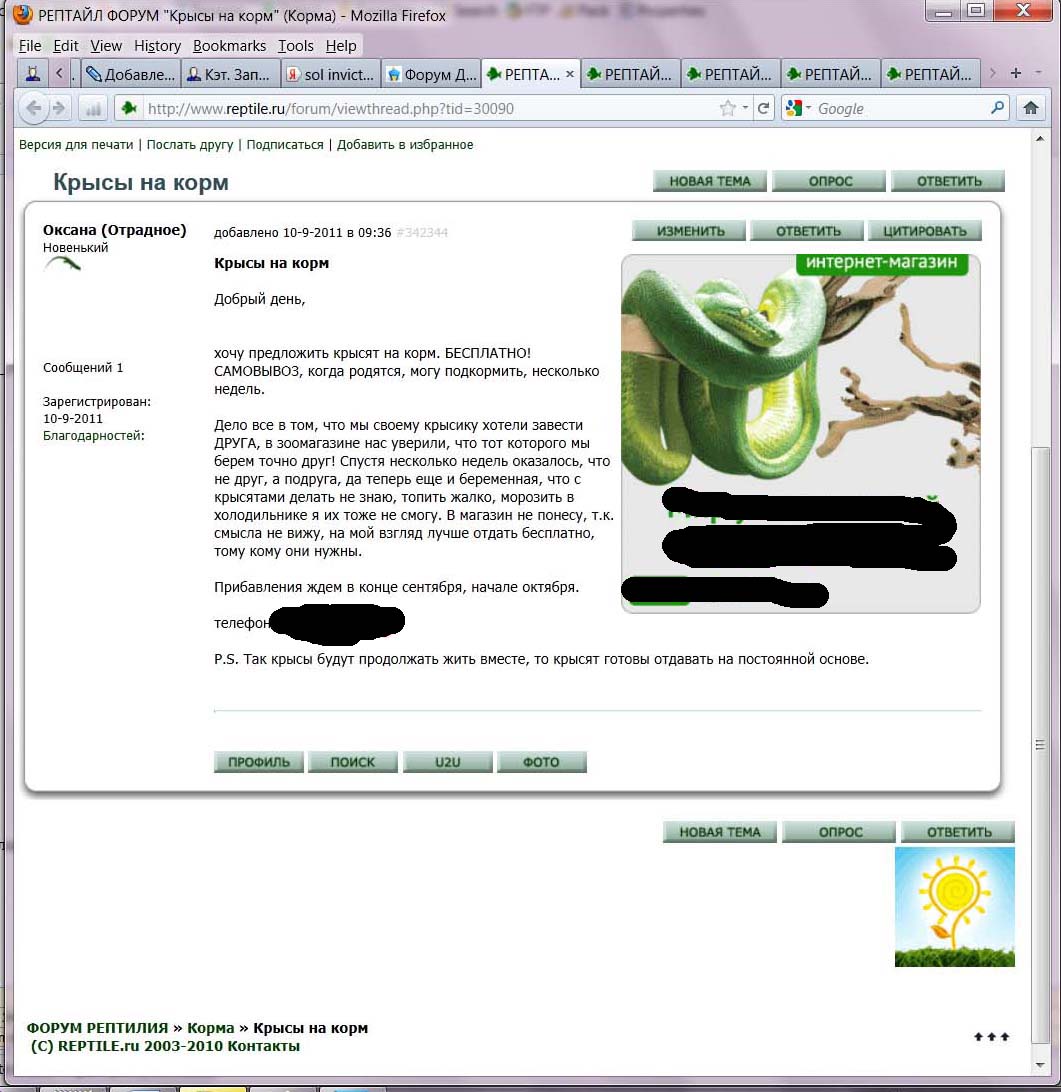 РЕПТАЙЛ ФОРУМ "Крысы на корм" (Корма) - Mozilla Firefox
File Edit View History Bookmarks Tools Help
Добавле... Кэт. Зап... sol invict... Форум Д... РЕПТА... РЕПТАЙ... РЕПТАЙ... РЕПТАЙ... РЕПТАЙ...
http://www.reptile.ru/forum/viewthread.php?tid=30090 Google
Версия для печати | Послать другу | Подписаться | Добавить в избранное
Крысы на корм
НОВАЯ ТЕМА ОПРОС ОТВЕТИТЬ
Оксана (Отрадное)
Новенький
Сообщений 1
Зарегистрирован:
10-9-2011
Благодарностей:
добавлено 10-9-2011 в 09:36 #342344
ИЗМЕНИТЬ ОТВЕТИТЬ ЦИТИРОВАТЬ
интернет-магазин
Крысы на корм
Добрый день,
хочу предложить крысят на корм. БЕСПЛАТНО!
САМОВЫВОЗ, когда родятся, могу подкормить, несколько
недель.
Дело все в том, что мы своему крысику хотели завести
ДРУГА, в зоомагазине нас уверили, что тот которого мы
берем точно друг! Спустя несколько недель оказалось, что
не друг, а подруга, да теперь еще и беременная, что с
крысятами делать не знаю, топить жалко, морозить в
холодильнике я их тоже не смогу. В магазин не понесу, т.к.
смысла не вижу, на мой взгляд лучше отдать бесплатно,
тому кому они нужны.
Прибавления ждем в конце сентября, начале октября.
телефон
P.S. Так крысы будут продолжать жить вместе, то крысят готовы отдавать на постоянной основе.
ПРОФИЛЬ ПОИСК U2U ФОТО
НОВАЯ ТЕМА ОПРОС ОТВЕТИТЬ
ФОРУМ РЕПТИЛИЯ » Корма » Крысы на корм
(C) REPTILE.ru 2003-2010 Контакты